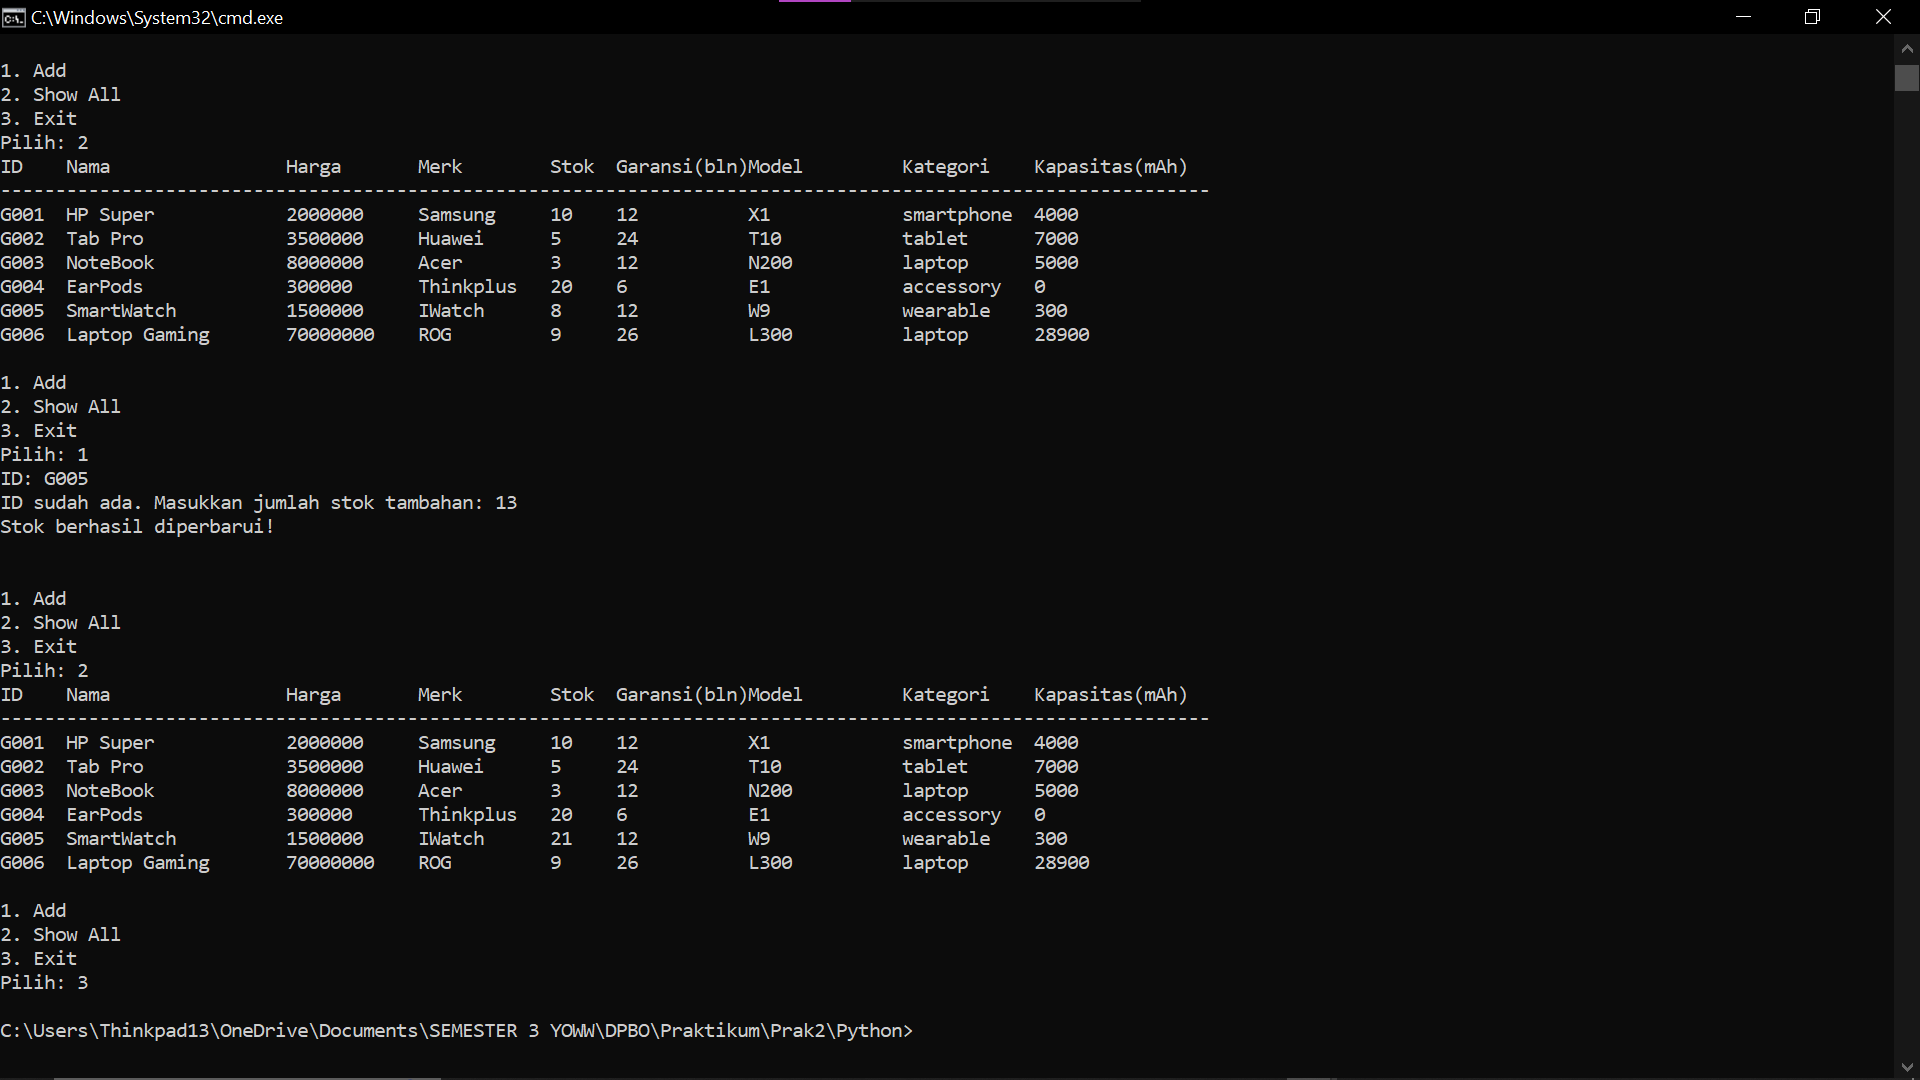 C:\Windows\System32\cmd.exe
1. Add
2. Show All
3. Exit
Pilih: 2
ID    Nama                Harga       Merk        Stok  Garansi(bln)Model         Kategori    Kapasitas(mAh)
--------------------------------------------------------------------------------------------------------------
G001  HP Super            2000000     Samsung     10    12          X1            smartphone  4000
G002  Tab Pro             3500000     Huawei      5     24          T10           tablet      7000
G003  NoteBook            8000000     Acer        3     12          N200          laptop      5000
G004  EarPods             300000      Thinkplus   20    6           E1            accessory   0
G005  SmartWatch          1500000     IWatch      8     12          W9            wearable    300
G006  Laptop Gaming       70000000    ROG         9     26          L300          laptop      28900
1. Add
2. Show All
3. Exit
Pilih: 1
ID: G005
ID sudah ada. Masukkan jumlah stok tambahan: 13
Stok berhasil diperbarui!
1. Add
2. Show All
3. Exit
Pilih: 2
ID    Nama                Harga       Merk        Stok  Garansi(bln)Model         Kategori    Kapasitas(mAh)
--------------------------------------------------------------------------------------------------------------
G001  HP Super            2000000     Samsung     10    12          X1            smartphone  4000
G002  Tab Pro             3500000     Huawei      5     24          T10           tablet      7000
G003  NoteBook            8000000     Acer        3     12          N200          laptop      5000
G004  EarPods             300000      Thinkplus   20    6           E1            accessory   0
G005  SmartWatch          1500000     IWatch      21    12          W9            wearable    300
G006  Laptop Gaming       70000000    ROG         9     26          L300          laptop      28900
1. Add
2. Show All
3. Exit
Pilih: 3
C:\Users\Thinkpad13\OneDrive\Documents\SEMESTER 3 YOWW\DPBO\Praktikum\Prak2\Python>